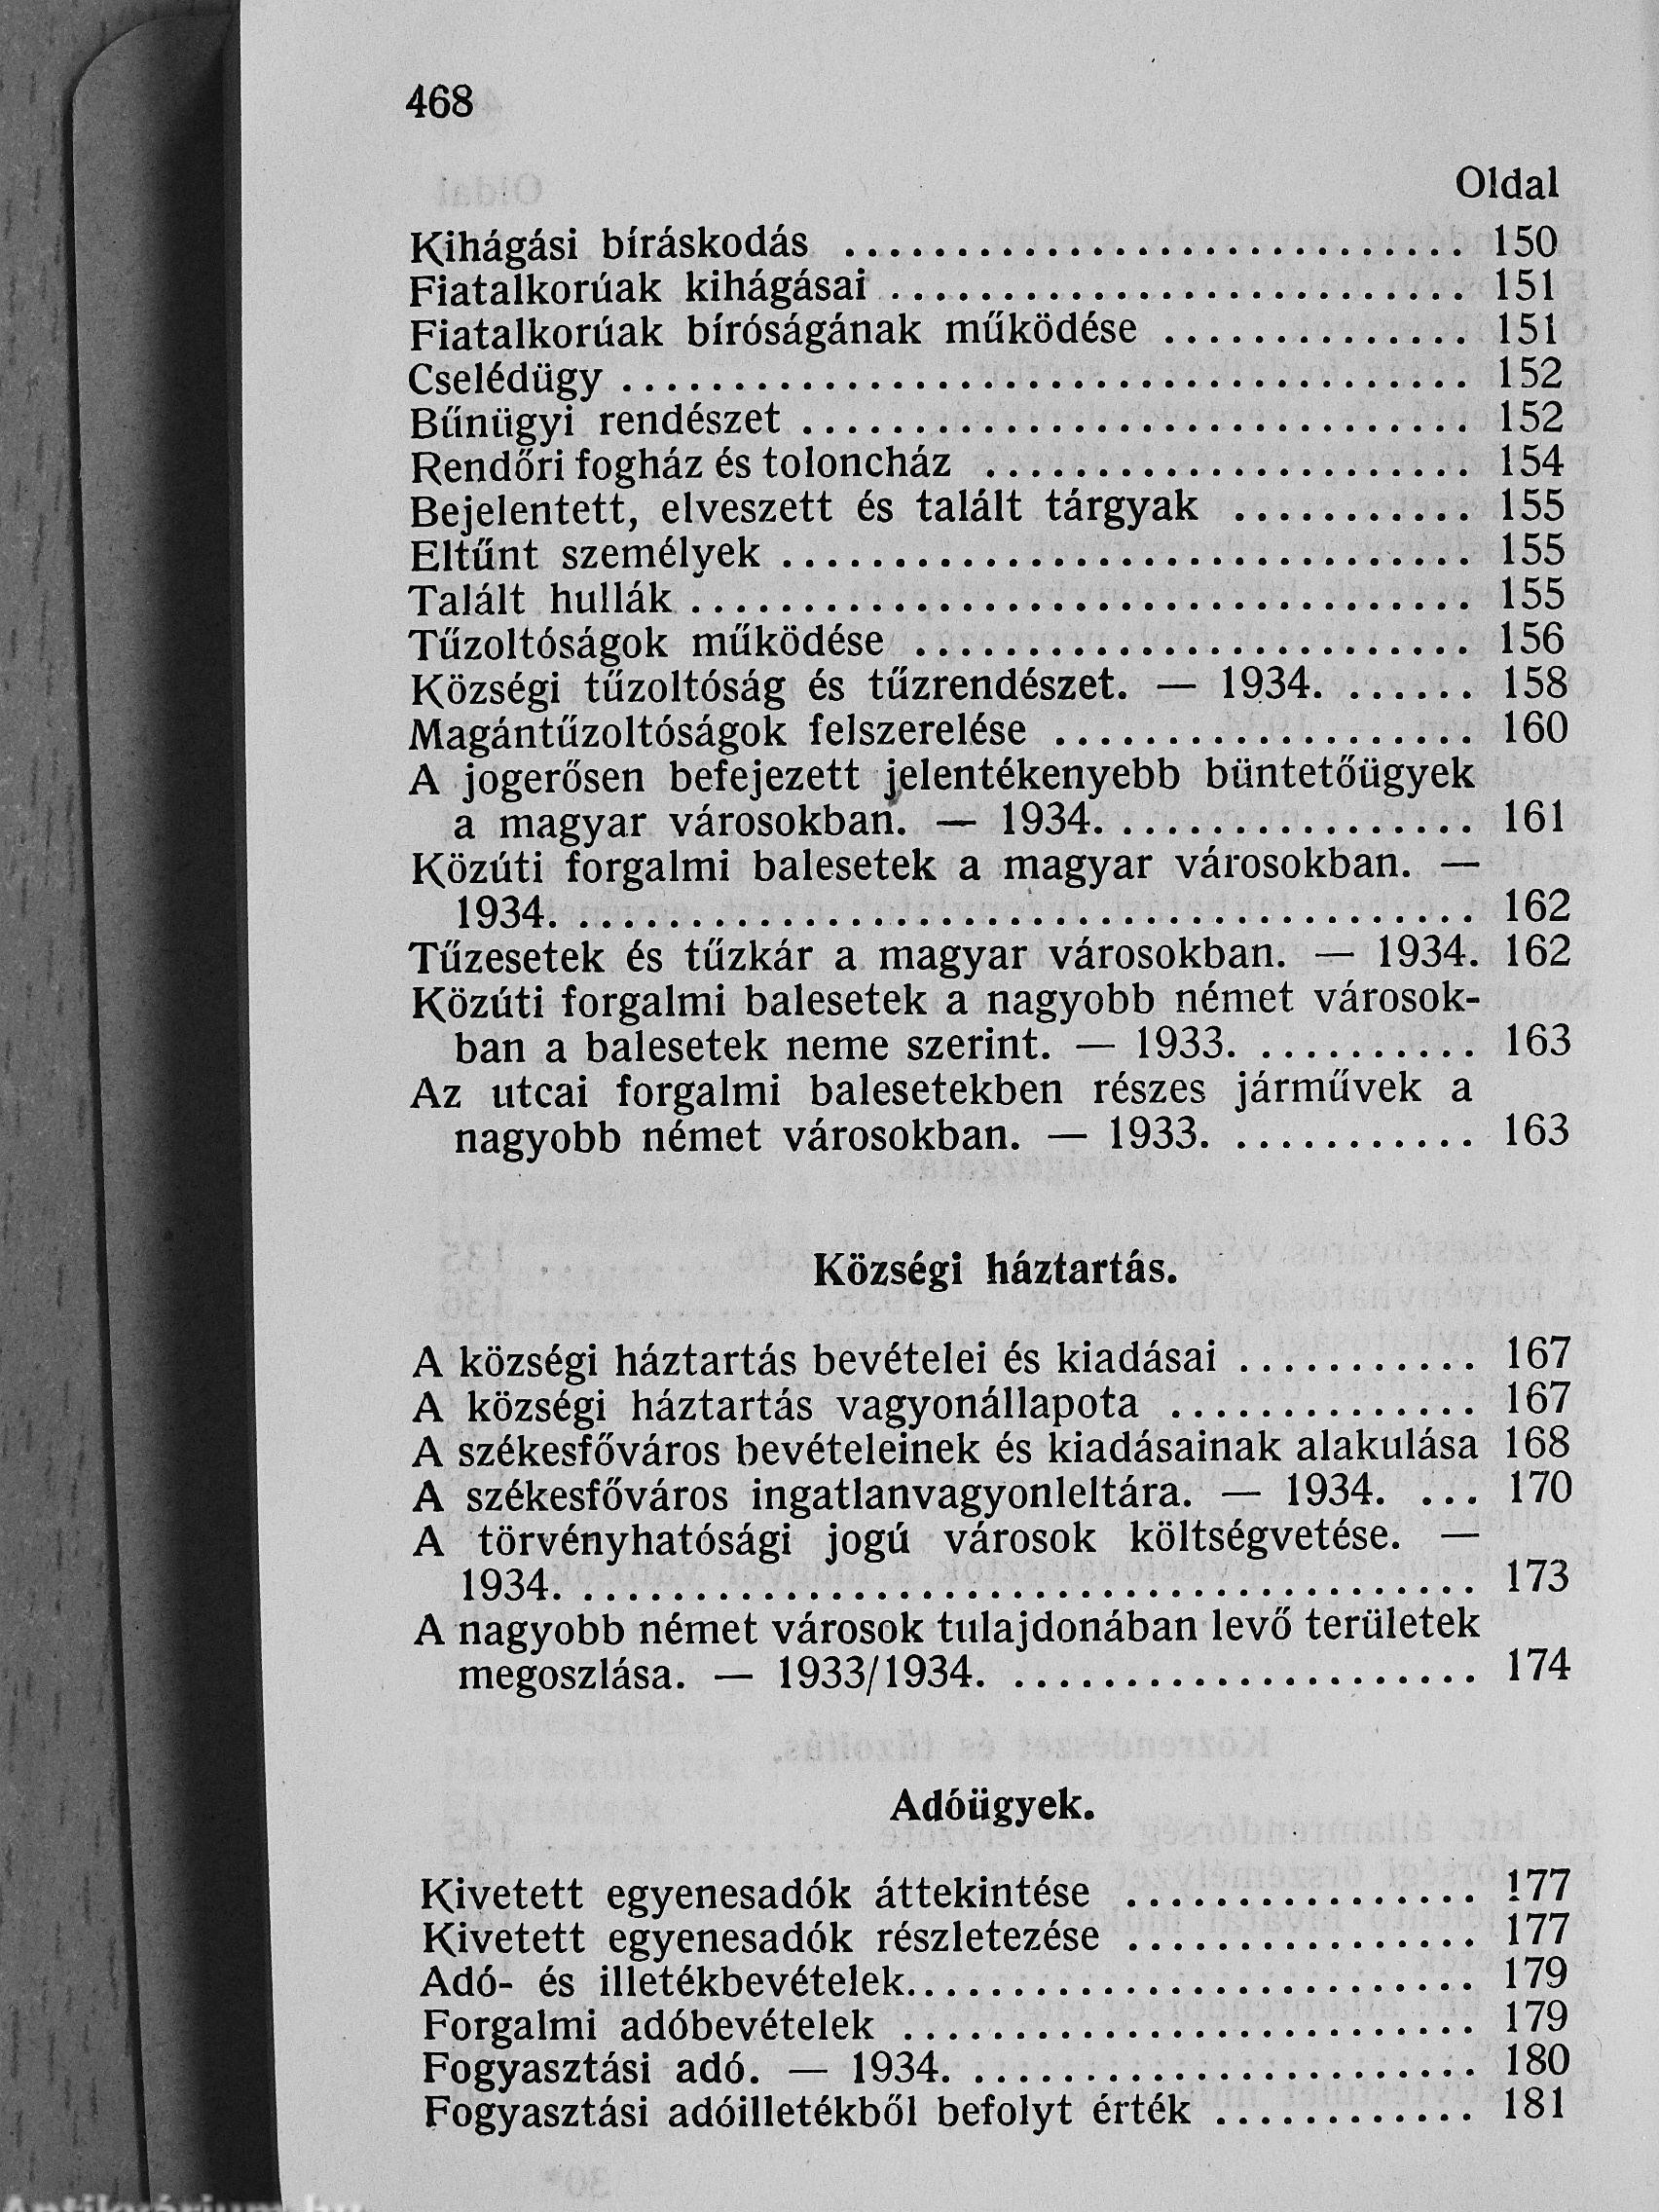 468
Oldal
Kihágási bíráskodás ............................ 150
Fiatalkorúak kihágásai .......................... 151
Fiatalkorúak bíróságának működése .............. 151
Cselédügy ...................................... 152
Bűnügyi rendészet .............................. 152
Rendőri fogház és toloncház ...................... 154
Bejelentett, elveszett és talált tárgyak ........... 155
Eltűnt személyek ............................... 155
Talált hullák ................................... 155
Tűzoltóságok működése ......................... 156
Községi tűzoltóság és tűzrendészet. — 1934. ....... 158
Magántűzoltóságok felszerelése ................... 160
A jogerősen befejezett jelentékenyebb büntetőügyek
a magyar városokban. — 1934. ................ 161
Közúti forgalmi balesetek a magyar városokban. —
1934. ......................................... 162
Tűzesetek és tűzkár a magyar városokban. — 1934. 162
Közúti forgalmi balesetek a nagyobb német városok-
ban a balesetek neme szerint. — 1933. .......... 163
Az utcai forgalmi balesetekben részes járművek a
nagyobb német városokban. — 1933. ........... 163
Községi háztartás.
A községi háztartás bevételei és kiadásai ........... 167
A községi háztartás vagyonállapota .............. 167
A székesfőváros bevételeinek és kiadásainak alakulása 168
A székesfőváros ingatlanvagyonleltára. — 1934. ... 170
A törvényhatósági jogú városok költségvetése. —
1934. ........................................ 173
A nagyobb német városok tulajdonában levő területek
megoszlása. — 1933/1934. ..................... 174
Adóügyek.
Kivetett egyenesadók áttekintése ................ 177
Kivetett egyenesadók részletezése ................ 177
Adó- és illetékbevételek.......................... 179
Forgalmi adóbevételek .......................... 179
Fogyasztási adó. — 1934. ....................... 180
Fogyasztási adóilletékből befolyt érték ............ 181